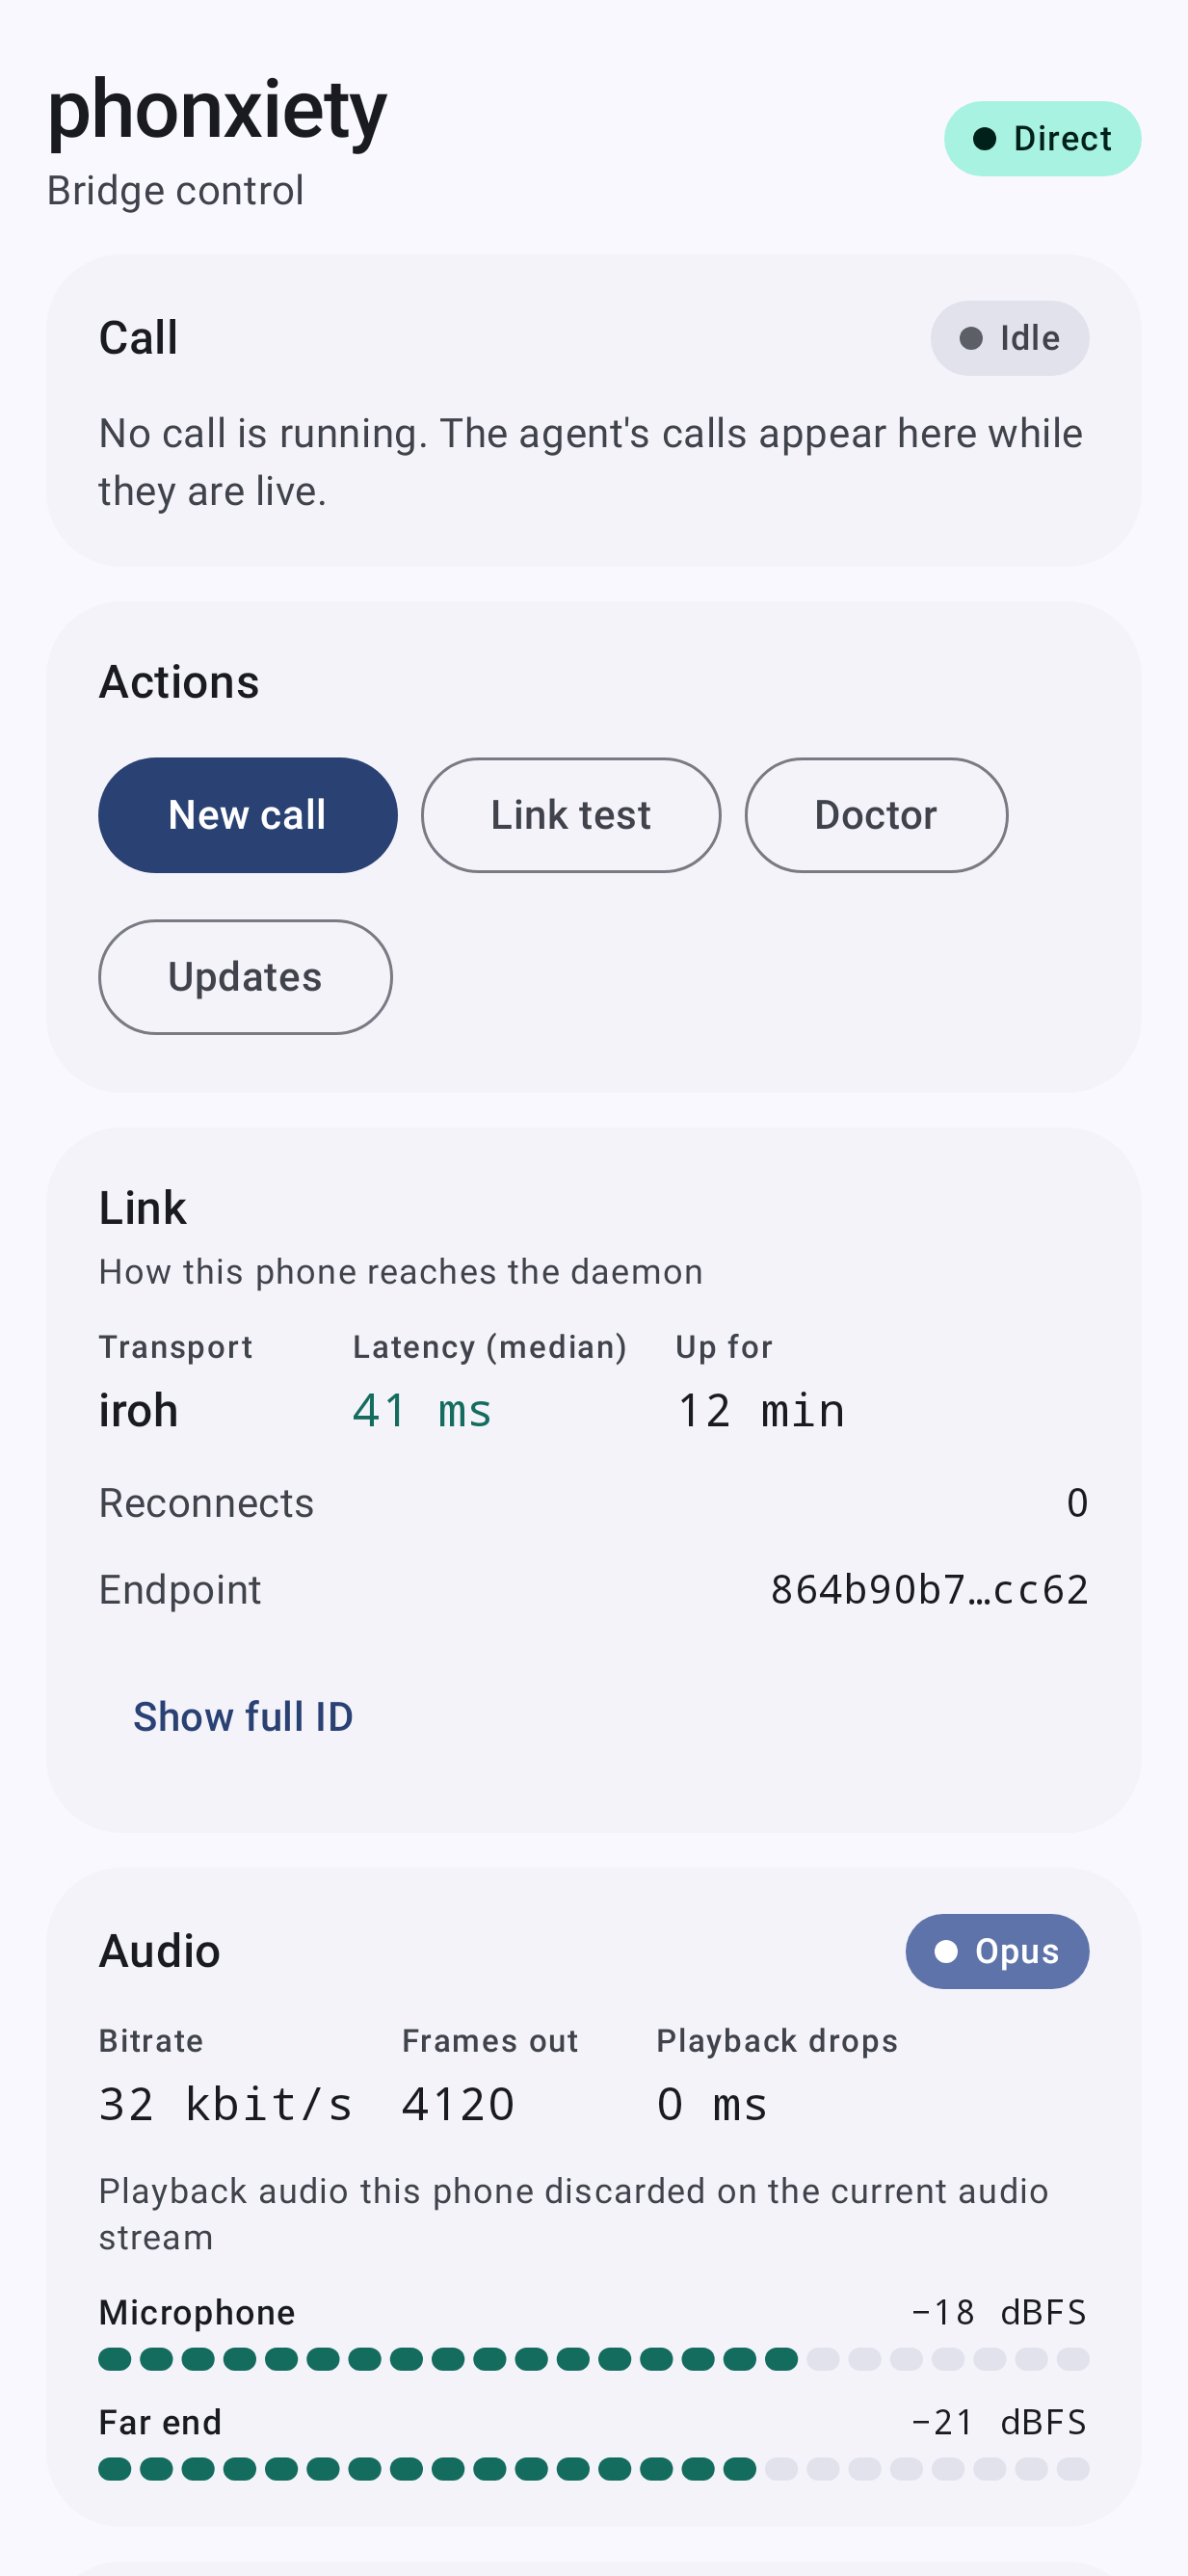 phonxiety
Bridge control
Direct
Call
Idle
No call is running. The agent's calls appear here while
they are live.
Actions
New call
Link test
Doctor
Updates
Link
How this phone reaches the daemon
Transport
Latency (median)
Up for
iroh
41 ms
12 min
Reconnects
0
Endpoint
864b90b7…cc62
Show full ID
Audio
Opus
Bitrate
Frames out
Playback drops
32 kbit/s
4120
0 ms
Playback audio this phone discarded on the current audio
stream
Microphone
−18 dBFS
Far end
−21 dBFS